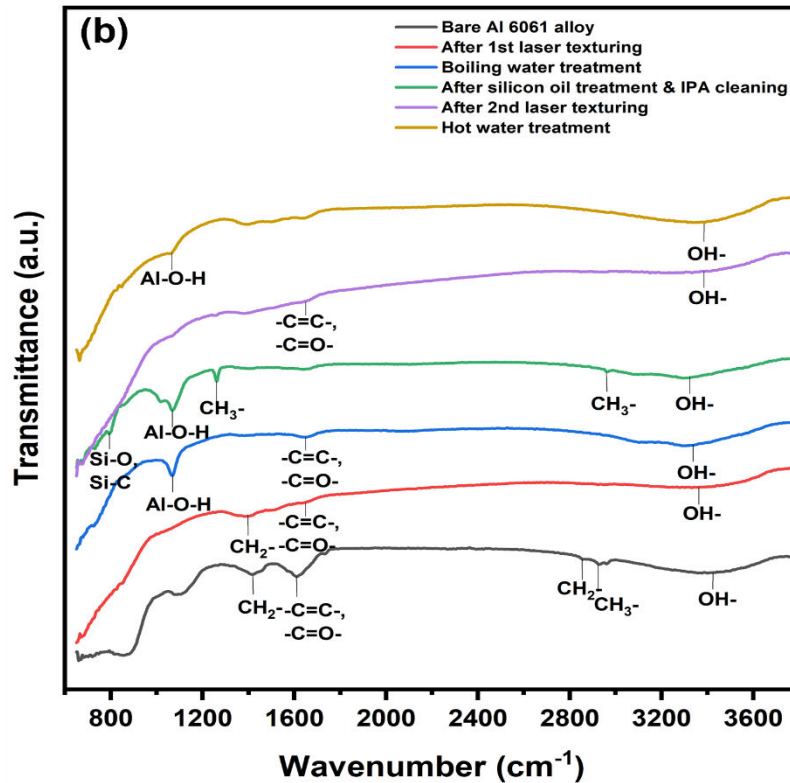 (b)
Bare Al 6061 alloy
After 1st laser texturing
Boiling water treatment
After silicon oil treatment & IPA cleaning
After 2nd laser texturing
Hot water treatment
Transmittance (a.u.)
Al-O-H
OH-
-C=C-,
-C=O-
OH-
Si-O,
Si-C
Al-O-H
CH₃-
CH₃-
OH-
Al-O-H
-C=C-,
-C=O-
OH-
CH₂-
-C=C-,
-C=O-
OH-
CH₂-
-C=C-,
-C=O-
CH₂-
CH₃-
OH-
800 1200 1600 2000 2400 2800 3200 3600
Wavenumber (cm⁻¹)